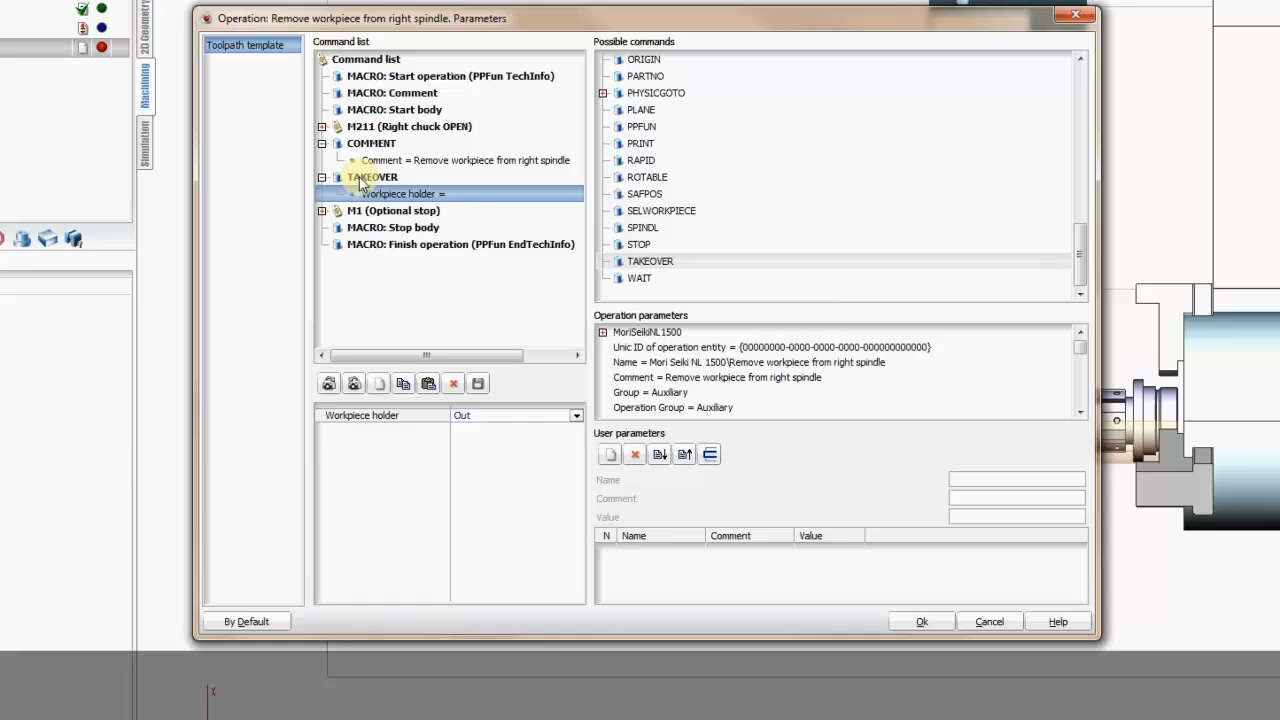 Operation: Remove workpiece from right spindle. Parameters
2D Geometry
Machining
Simulation
Toolpath template
Command list
Command list
MACRO: Start operation (PPFun TechInfo)
MACRO: Comment
MACRO: Start body
M211 (Right chuck OPEN)
COMMENT
Comment = Remove workpiece from right spindle
TAKEOVER
Workpiece holder =
M1 (Optional stop)
MACRO: Stop body
MACRO: Finish operation (PPFun EndTechInfo)
Workpiece holder Out
Possible commands
ORIGIN
PARTNO
PHYSICGOTO
PLANE
PPFUN
PRINT
RAPID
ROTABLE
SAFPOS
SELWORKPIECE
SPINDL
STOP
TAKEOVER
WAIT
Operation parameters
MoriSeikiNL1500
Unic ID of operation entity = {00000000-0000-0000-0000-000000000000}
Name = Mori Seiki NL 1500\Remove workpiece from right spindle
Comment = Remove workpiece from right spindle
Group = Auxiliary
Operation Group = Auxiliary
User parameters
Name
Comment
Value
N Name Comment Value
By Default Ok Cancel Help
X